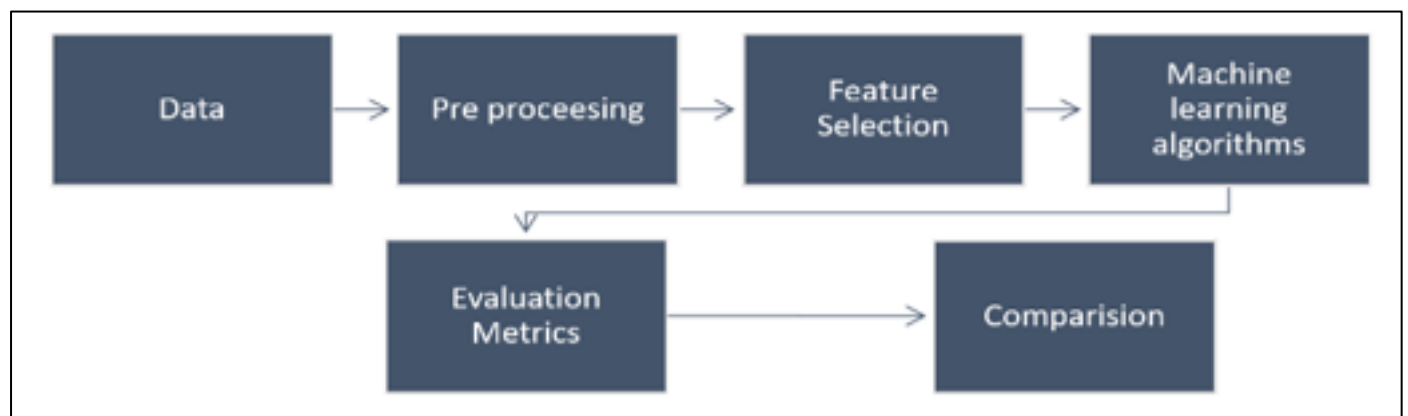 Data
Pre proceesing
Feature
Selection
Machine
learning
algorithms
Evaluation
Metrics
Comparision